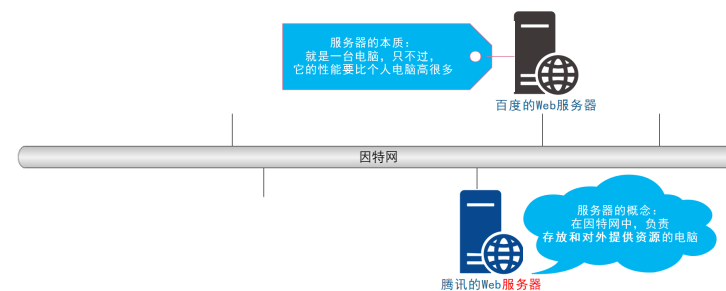 服务器的本质：
就是一台电脑，只不过，
它的性能要比个人电脑高很多
百度的Web服务器
因特网
服务器的概念：
在因特网中，负责
存放和对外提供资源的电脑
腾讯的Web服务器